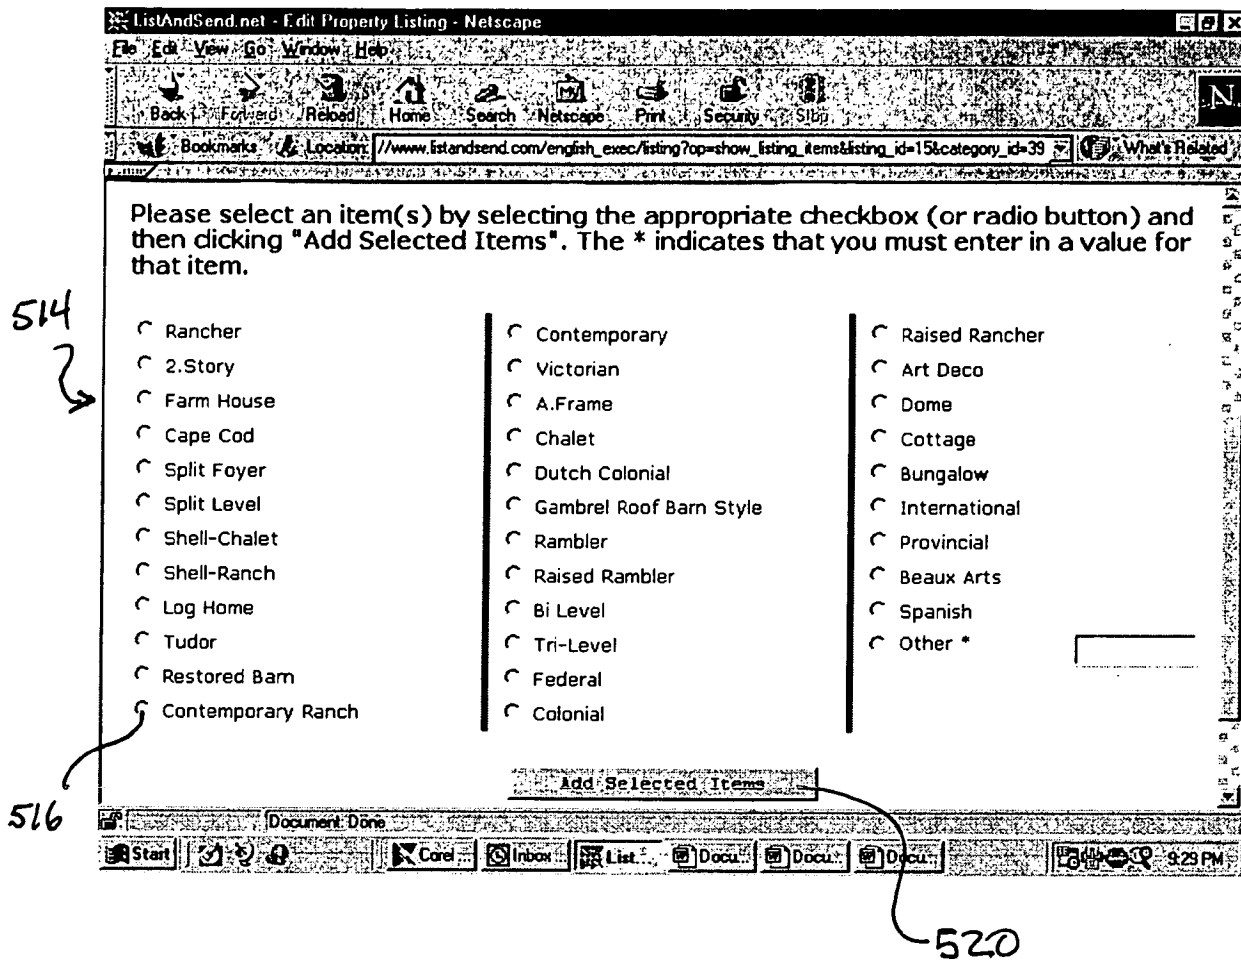 ListAndSend.net - Edit Property Listing - Netscape
File Edit View Go Window Help
Back Forward Reload Home Search Netscape Print Security Stop
N
Bookmarks Location: //www.listandsend.com/english_exec/listing?op=show_listing_items&listing_id=15&category_id=39 What's Related
Please select an item(s) by selecting the appropriate checkbox (or radio button) and
then clicking "Add Selected Items". The * indicates that you must enter in a value for
that item.
514
Rancher
2.Story
Farm House
Cape Cod
Split Foyer
Split Level
Shell-Chalet
Shell-Ranch
Log Home
Tudor
Restored Barn
Contemporary Ranch
Contemporary
Victorian
A.Frame
Chalet
Dutch Colonial
Gambrel Roof Barn Style
Rambler
Raised Rambler
Bi Level
Tri-Level
Federal
Colonial
Raised Rancher
Art Deco
Dome
Cottage
Bungalow
International
Provincial
Beaux Arts
Spanish
Other *
Add Selected Items
516
Document: Done
Start Corel Inbox List... Docu... Docu... Docu... 9:29 PM
520